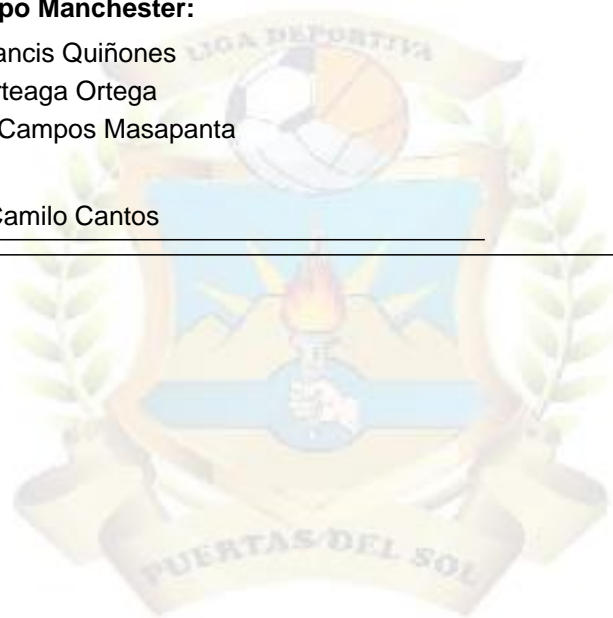 po Manchester:
ancis Quiñones
rteaga Ortega
Campos Masapanta
Camilo Cantos
LIGA DEPORTIVA
PUERTAS DEL SOL